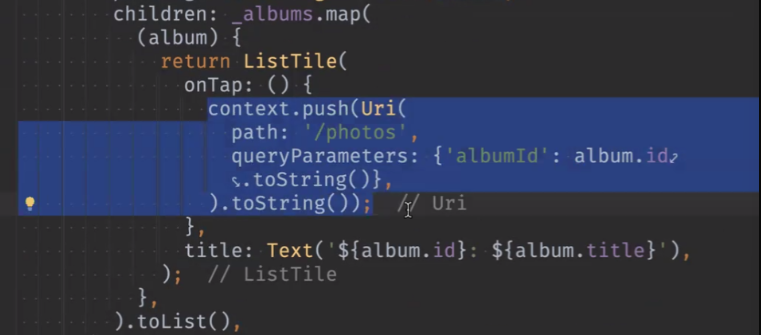 children: _albums.map(
(album) {
return ListTile(
onTap: () {
context.push(Uri(
path: '/photos',
queryParameters: {'albumId': album.id
.toString()},
).toString()); // Uri
},
title: Text('${album.id}: ${album.title}'),
); // ListTile
},
).toList(),